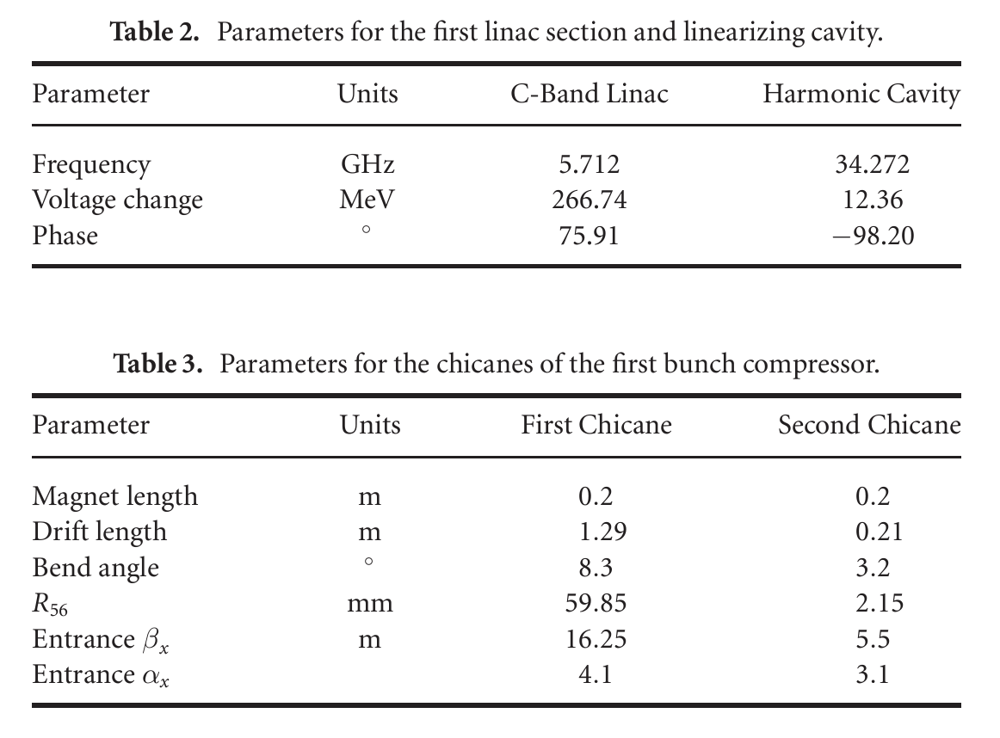 Table 2. Parameters for the first linac section and linearizing cavity.
Parameter Units C-Band Linac Harmonic Cavity
Frequency GHz 5.712 34.272
Voltage change MeV 266.74 12.36
Phase ° 75.91 −98.20
Table 3. Parameters for the chicanes of the first bunch compressor.
Parameter Units First Chicane Second Chicane
Magnet length m 0.2 0.2
Drift length m 1.29 0.21
Bend angle ° 8.3 3.2
R56 mm 59.85 2.15
Entrance βx m 16.25 5.5
Entrance αx 4.1 3.1